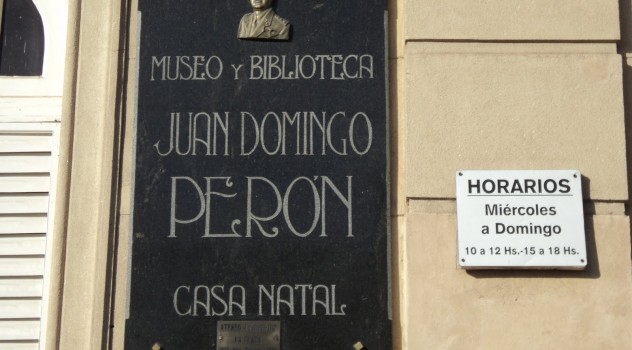 MUSEO Y BIBLIOTECA
JUAN DOMINGO
PERÓN
CASA NATAL
HORARIOS
Miércoles
a Domingo
10 a 12 Hs.-15 a 18 Hs.